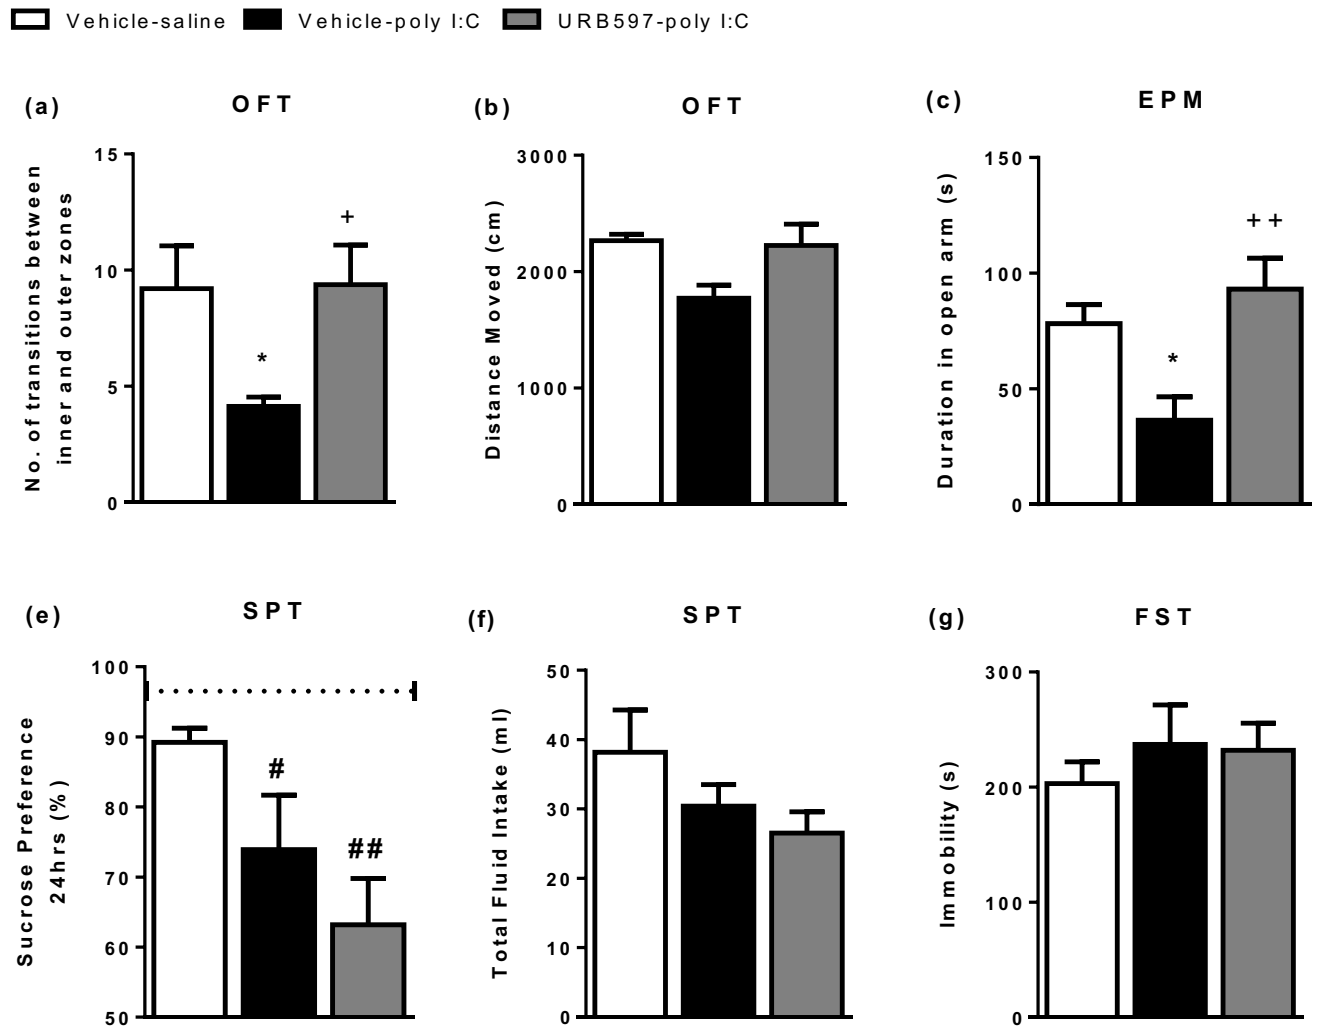 Vehicle-saline Vehicle-poly I:C URB597-poly I:C
(a) OFT
No. of transitions between
inner and outer zones
15
10
5
0
*
+
(b) OFT
Distance Moved (cm)
3000
2000
1000
0
(c) EPM
Duration in open arm (s)
150
100
50
0
*
++
(e) SPT
Sucrose Preference
24hrs (%)
100
90
80
70
60
50
#
##
(f) SPT
Total Fluid Intake (ml)
50
40
30
20
10
0
(g) FST
Immobility (s)
300
200
100
0